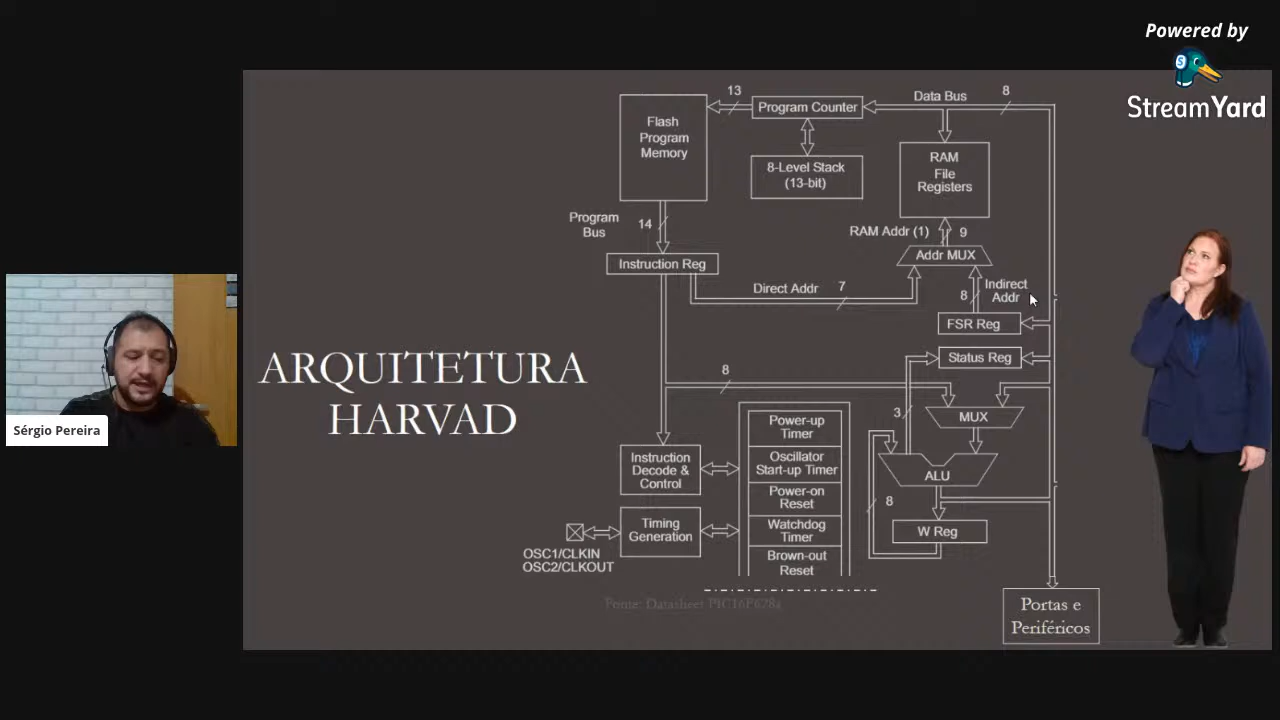 Powered by
StreamYard
13
Program Counter
Data Bus
8
Flash
Program
Memory
8-Level Stack
(13-bit)
RAM
File
Registers
Program
Bus
14
RAM Addr (1)
9
Addr MUX
Instruction Reg
Direct Addr
7
8
Indirect
Addr
FSR Reg
Status Reg
8
ARQUITETURA
HARVAD
3
MUX
Power-up
Timer
Oscillator
Start-up Timer
Power-on
Reset
Watchdog
Timer
Brown-out
Reset
Instruction
Decode &
Control
ALU
8
W Reg
Timing
Generation
OSC1/CLKIN
OSC2/CLKOUT
Fonte: Datasheet PIC16F628a
Portas e
Periféricos
Sérgio Pereira